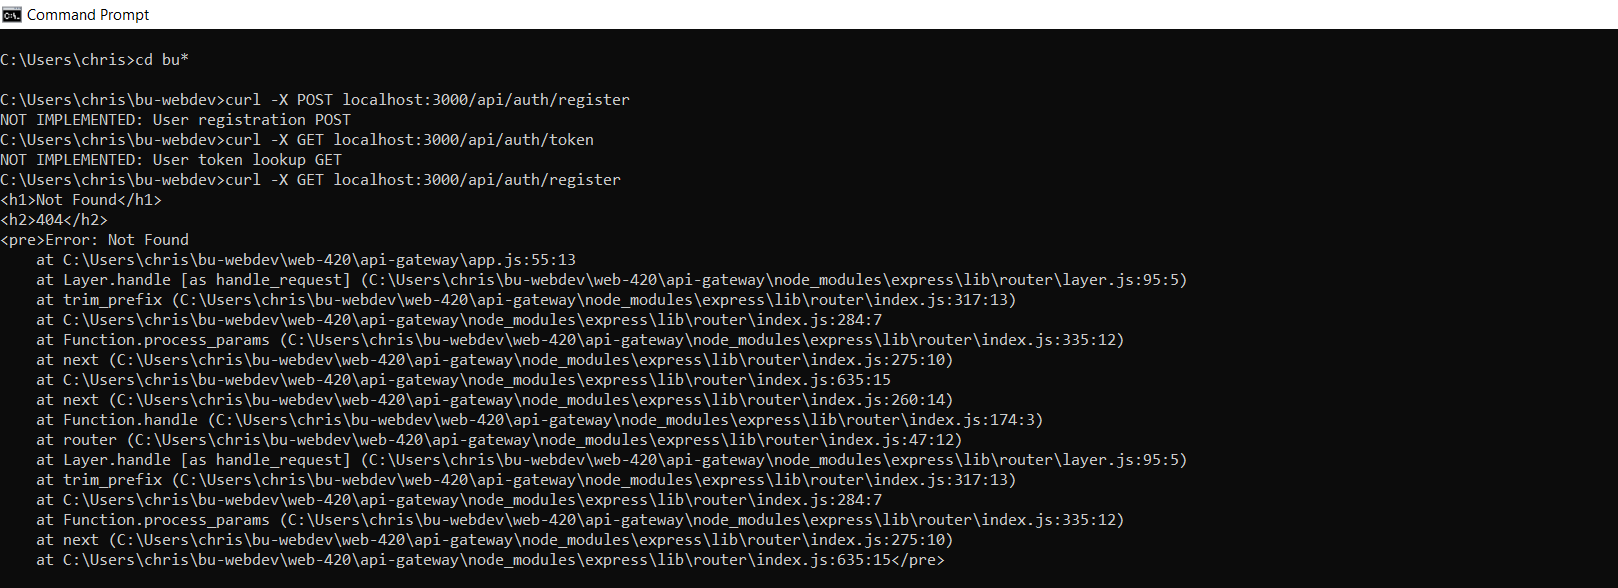 Command Prompt
C:\Users\chris>cd bu*
C:\Users\chris\bu-webdev>curl -X POST localhost:3000/api/auth/register
NOT IMPLEMENTED: User registration POST
C:\Users\chris\bu-webdev>curl -X GET localhost:3000/api/auth/token
NOT IMPLEMENTED: User token lookup GET
C:\Users\chris\bu-webdev>curl -X GET localhost:3000/api/auth/register
<h1>Not Found</h1>
<h2>404</h2>
<pre>Error: Not Found
    at C:\Users\chris\bu-webdev\web-420\api-gateway\app.js:55:13
    at Layer.handle [as handle_request] (C:\Users\chris\bu-webdev\web-420\api-gateway\node_modules\express\lib\router\layer.js:95:5)
    at trim_prefix (C:\Users\chris\bu-webdev\web-420\api-gateway\node_modules\express\lib\router\index.js:317:13)
    at C:\Users\chris\bu-webdev\web-420\api-gateway\node_modules\express\lib\router\index.js:284:7
    at Function.process_params (C:\Users\chris\bu-webdev\web-420\api-gateway\node_modules\express\lib\router\index.js:335:12)
    at next (C:\Users\chris\bu-webdev\web-420\api-gateway\node_modules\express\lib\router\index.js:275:10)
    at C:\Users\chris\bu-webdev\web-420\api-gateway\node_modules\express\lib\router\index.js:635:15
    at next (C:\Users\chris\bu-webdev\web-420\api-gateway\node_modules\express\lib\router\index.js:260:14)
    at Function.handle (C:\Users\chris\bu-webdev\web-420\api-gateway\node_modules\express\lib\router\index.js:174:3)
    at router (C:\Users\chris\bu-webdev\web-420\api-gateway\node_modules\express\lib\router\index.js:47:12)
    at Layer.handle [as handle_request] (C:\Users\chris\bu-webdev\web-420\api-gateway\node_modules\express\lib\router\layer.js:95:5)
    at trim_prefix (C:\Users\chris\bu-webdev\web-420\api-gateway\node_modules\express\lib\router\index.js:317:13)
    at C:\Users\chris\bu-webdev\web-420\api-gateway\node_modules\express\lib\router\index.js:284:7
    at Function.process_params (C:\Users\chris\bu-webdev\web-420\api-gateway\node_modules\express\lib\router\index.js:335:12)
    at next (C:\Users\chris\bu-webdev\web-420\api-gateway\node_modules\express\lib\router\index.js:275:10)
    at C:\Users\chris\bu-webdev\web-420\api-gateway\node_modules\express\lib\router\index.js:635:15</pre>